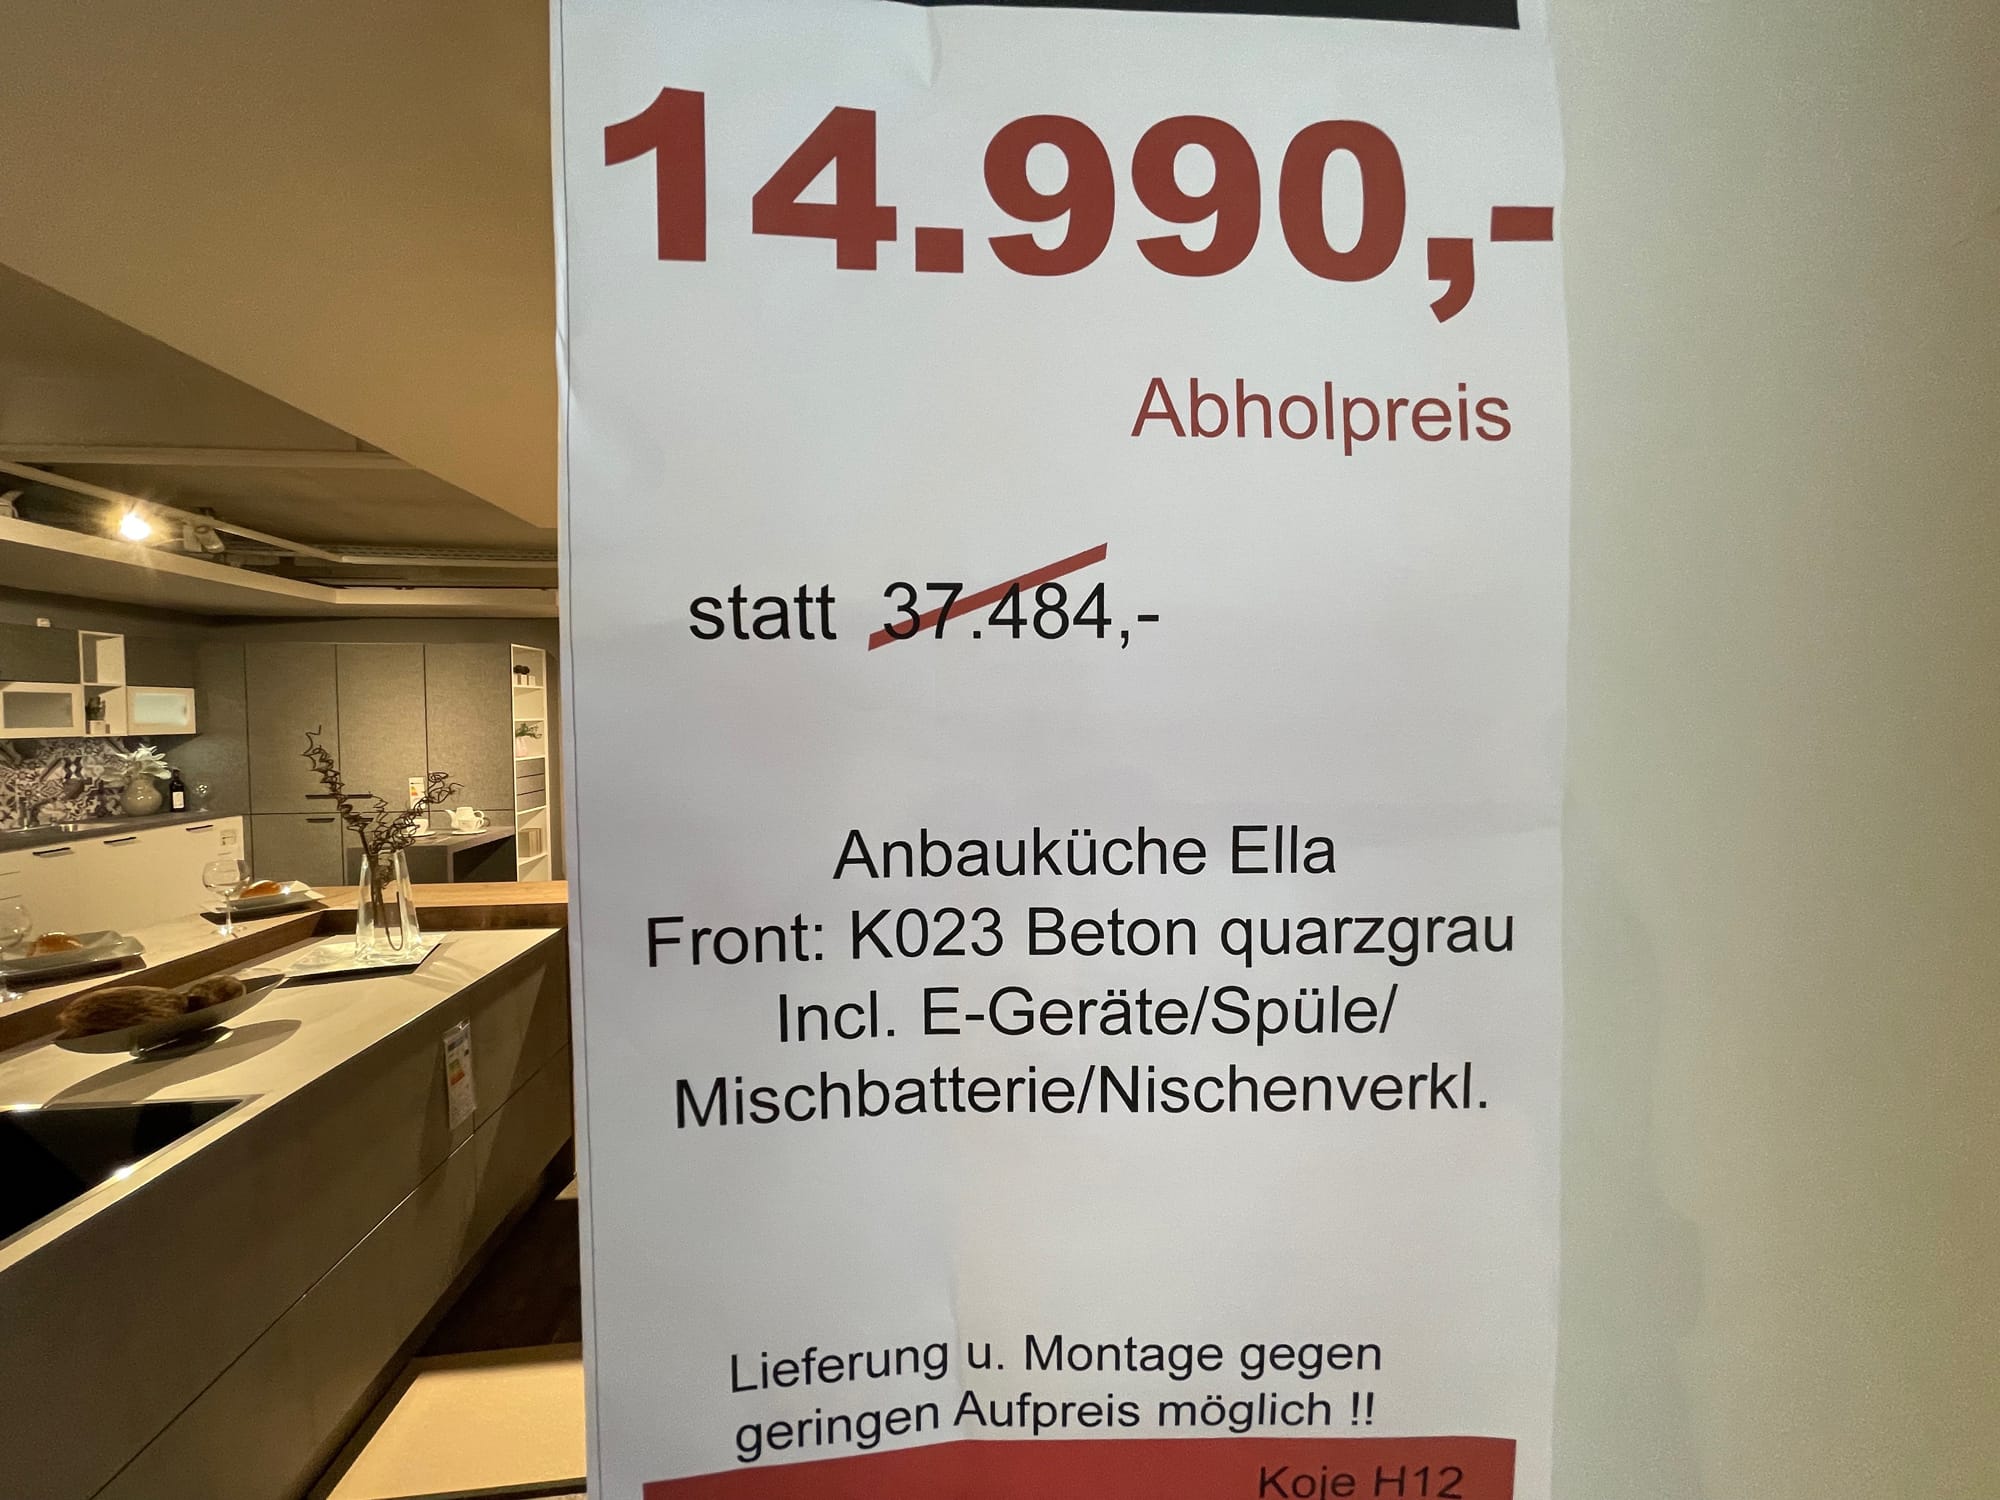 14.990,-
Abholpreis
statt 37.484,-
Anbauküche Ella
Front: K023 Beton quarzgrau
Incl. E-Geräte/Spüle/
Mischbatterie/Nischenverkl.
Lieferung u. Montage gegen
geringen Aufpreis möglich !!
Koje H12